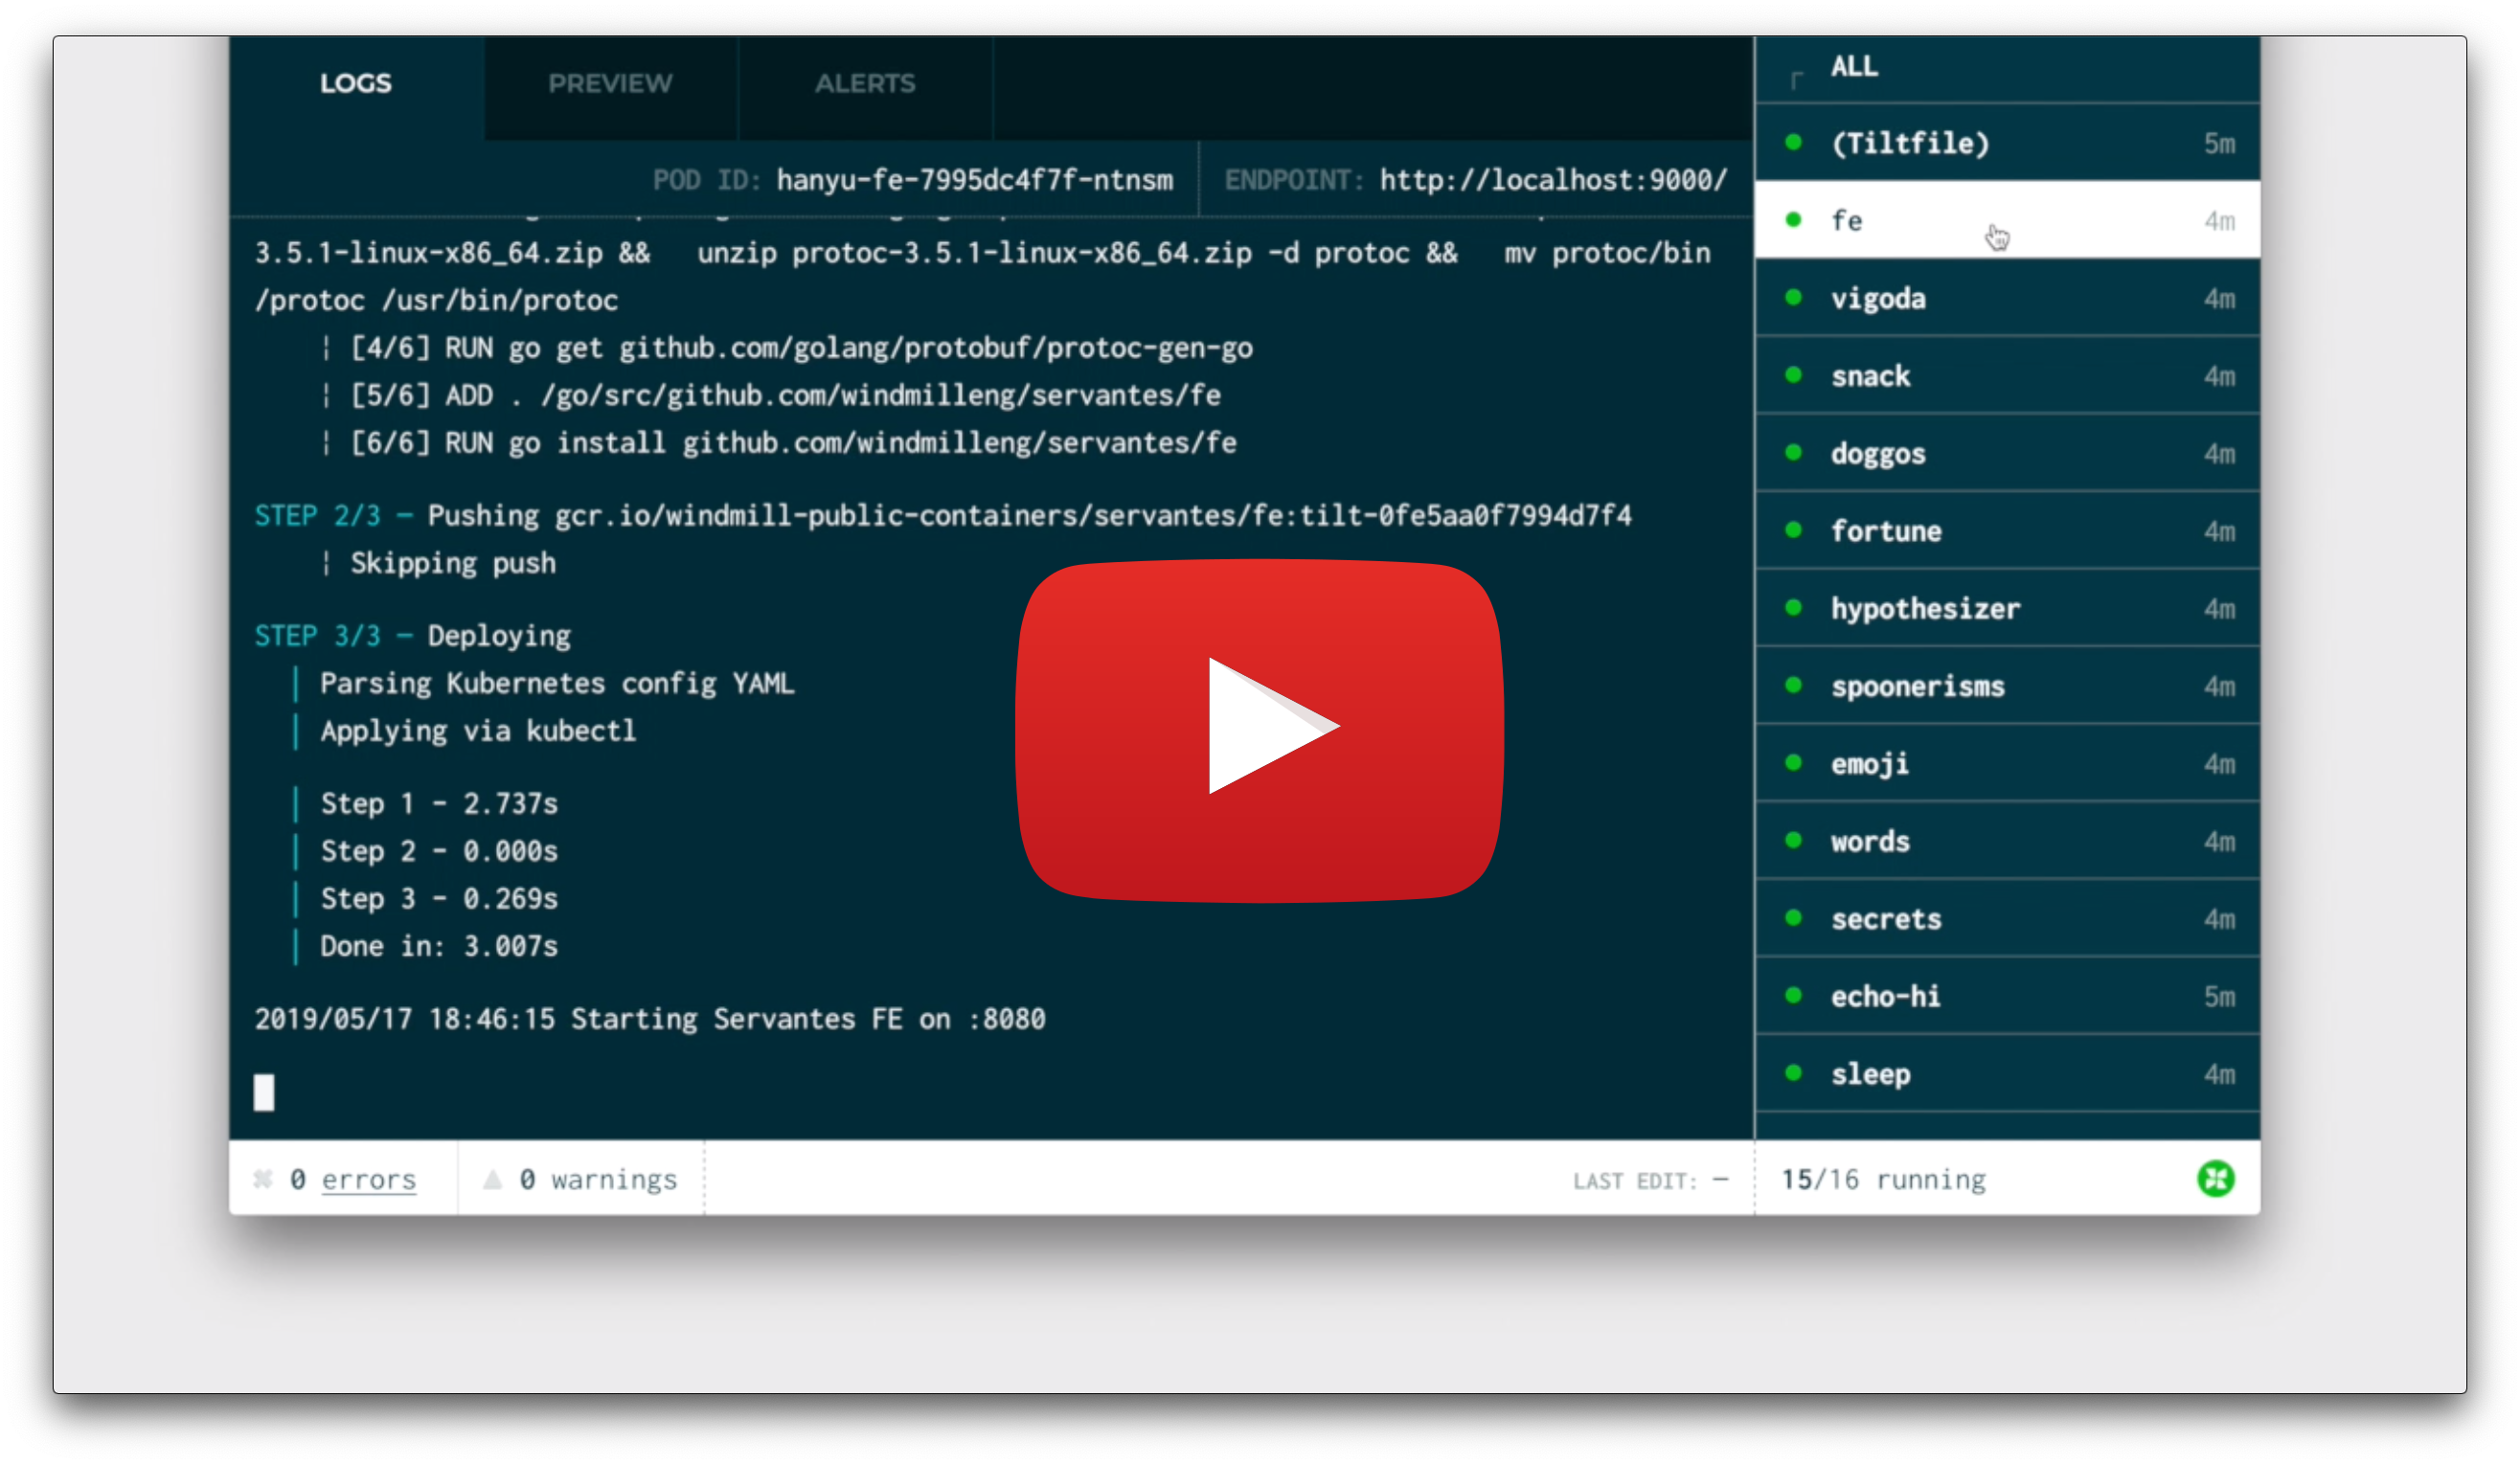 LOGS PREVIEW ALERTS
POD ID: hanyu-fe-7995dc4f7f-ntnsm ENDPOINT: http://localhost:9000/
3.5.1-linux-x86_64.zip && unzip protoc-3.5.1-linux-x86_64.zip -d protoc && mv protoc/bin
/protoc /usr/bin/protoc
¦ [4/6] RUN go get github.com/golang/protobuf/protoc-gen-go
¦ [5/6] ADD . /go/src/github.com/windmilleng/servantes/fe
¦ [6/6] RUN go install github.com/windmilleng/servantes/fe
STEP 2/3 — Pushing gcr.io/windmill-public-containers/servantes/fe:tilt-0fe5aa0f7994d7f4
¦ Skipping push
STEP 3/3 — Deploying
│ Parsing Kubernetes config YAML
│ Applying via kubectl
│ Step 1 - 2.737s
│ Step 2 - 0.000s
│ Step 3 - 0.269s
│ Done in: 3.007s
2019/05/17 18:46:15 Starting Servantes FE on :8080
0 errors 0 warnings LAST EDIT: —
ALL
(Tiltfile) 5m
fe 4m
vigoda 4m
snack 4m
doggos 4m
fortune 4m
hypothesizer 4m
spoonerisms 4m
emoji 4m
words 4m
secrets 4m
echo-hi 5m
sleep 4m
15/16 running